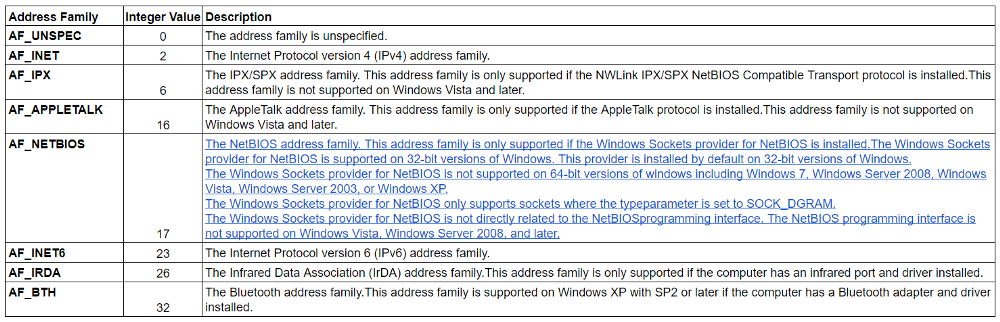 Address Family Integer Value Description
AF_UNSPEC 0 The address family is unspecified.
AF_INET 2 The Internet Protocol version 4 (IPv4) address family.
AF_IPX 6 The IPX/SPX address family. This address family is only supported if the NWLink IPX/SPX NetBIOS Compatible Transport protocol is installed.This
address family is not supported on Windows Vista and later.
AF_APPLETALK 16 The AppleTalk address family. This address family is only supported if the AppleTalk protocol is installed.This address family is not supported on
Windows Vista and later.
AF_NETBIOS 17 The NetBIOS address family. This address family is only supported if the Windows Sockets provider for NetBIOS is installed.The Windows Sockets
provider for NetBIOS is supported on 32-bit versions of Windows. This provider is installed by default on 32-bit versions of Windows.
The Windows Sockets provider for NetBIOS is not supported on 64-bit versions of windows including Windows 7, Windows Server 2008, Windows
Vista, Windows Server 2003, or Windows XP.
The Windows Sockets provider for NetBIOS only supports sockets where the typeparameter is set to SOCK_DGRAM.
The Windows Sockets provider for NetBIOS is not directly related to the NetBIOSprogramming interface. The NetBIOS programming interface is
not supported on Windows Vista, Windows Server 2008, and later.
AF_INET6 23 The Internet Protocol version 6 (IPv6) address family.
AF_IRDA 26 The Infrared Data Association (IrDA) address family.This address family is only supported if the computer has an infrared port and driver installed.
AF_BTH 32 The Bluetooth address family.This address family is supported on Windows XP with SP2 or later if the computer has a Bluetooth adapter and driver
installed.